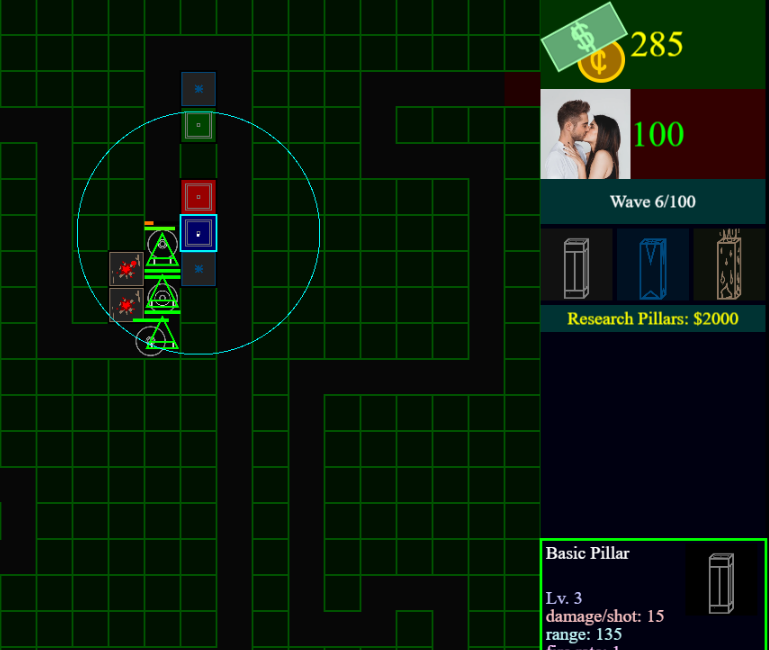 285
100
Wave 6/100
Research Pillars: $2000
Basic Pillar
Lv. 3
damage/shot: 15
range: 135